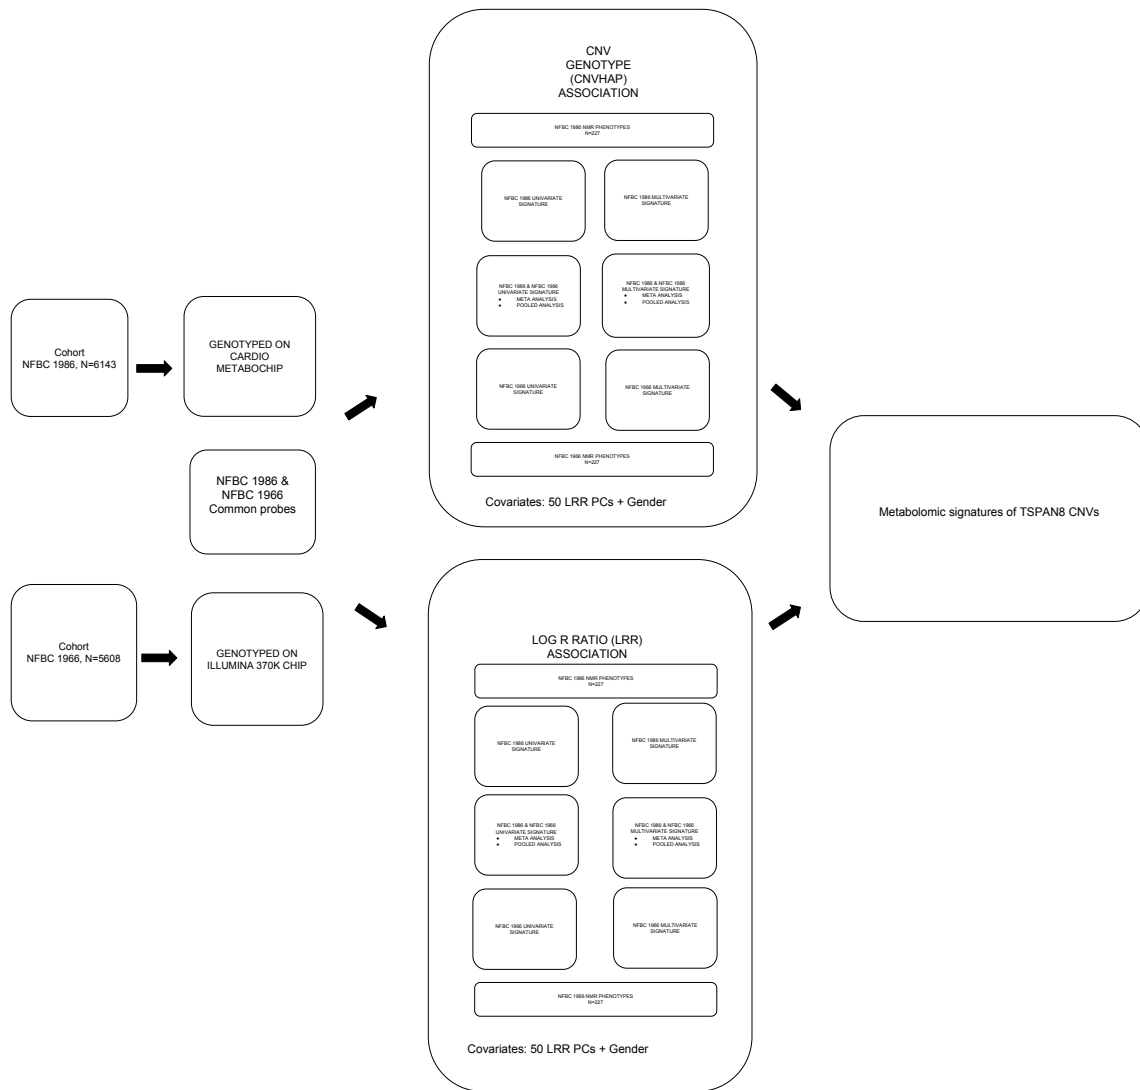 Cohort
NFBC 1986, N=6143
GENOTYPED ON
CARDIO
METABOCHIP
NFBC 1986 &
NFBC 1966
Common probes
Cohort
NFBC 1966, N=5608
GENOTYPED ON
ILLUMINA 370K CHIP
CNV
GENOTYPE
(CNVHAP)
ASSOCIATION
NFBC 1986 NMR PHENOTYPES
N=227
NFBC 1986 UNIVARIATE
SIGNATURE
NFBC 1986 MULTIVARIATE
SIGNATURE
NFBC 1986 & NFBC 1966
UNIVARIATE SIGNATURE
● META ANALYSIS
● POOLED ANALYSIS
NFBC 1986 & NFBC 1966
MULTIVARIATE SIGNATURE
● META ANALYSIS
● POOLED ANALYSIS
NFBC 1966 UNIVARIATE
SIGNATURE
NFBC 1966 MULTIVARIATE
SIGNATURE
NFBC 1966 NMR PHENOTYPES
N=227
Covariates: 50 LRR PCs + Gender
LOG R RATIO (LRR)
ASSOCIATION
NFBC 1986 NMR PHENOTYPES
N=227
NFBC 1986 UNIVARIATE
SIGNATURE
NFBC 1986 MULTIVARIATE
SIGNATURE
NFBC 1986 & NFBC 1966
UNIVARIATE SIGNATURE
● META ANALYSIS
● POOLED ANALYSIS
NFBC 1986 & NFBC 1966
MULTIVARIATE SIGNATURE
● META ANALYSIS
● POOLED ANALYSIS
NFBC 1966 UNIVARIATE
SIGNATURE
NFBC 1966 MULTIVARIATE
SIGNATURE
NFBC 1966 NMR PHENOTYPES
N=227
Covariates: 50 LRR PCs + Gender
Metabolomic signatures of TSPAN8 CNVs